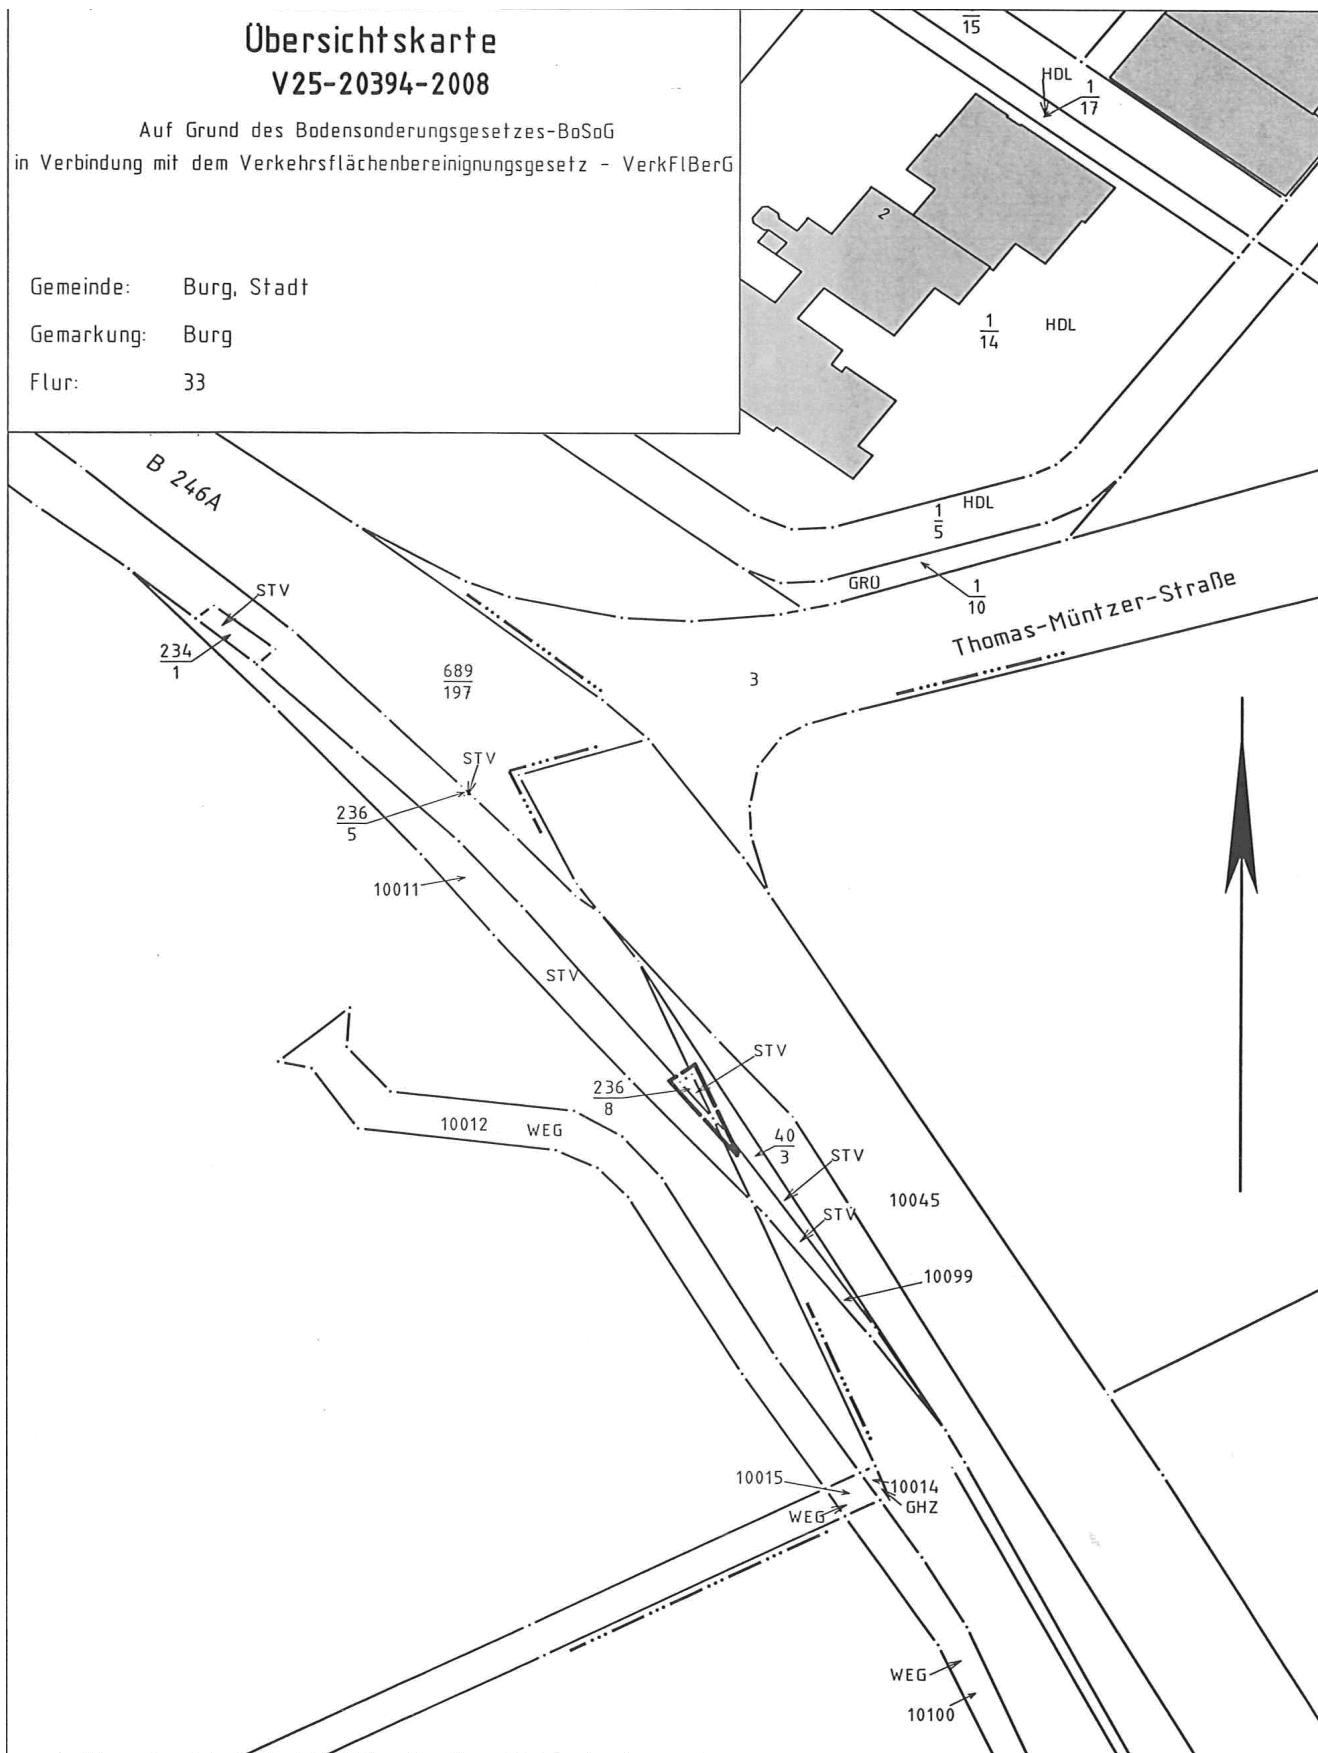 Übersichtskarte
V25-20394-2008
Auf Grund des Bodensonderungsgesetzes-BoSoG
in Verbindung mit dem Verkehrsflächenbereinignungsgesetz - VerkFlBerG
Gemeinde: Burg, Stadt
Gemarkung: Burg
Flur: 33
15
HDL
1
17
2
1
14
HDL
B 246A
1
5
HDL
GRÜ
1
10
Thomas-Müntzer-Straße
STV
234
1
689
197
3
STV
236
5
10011
STV
STV
236
8
10012
WEG
40
3
STV
10045
STV
10099
10015
10014
WEG
GHZ
WEG
10100